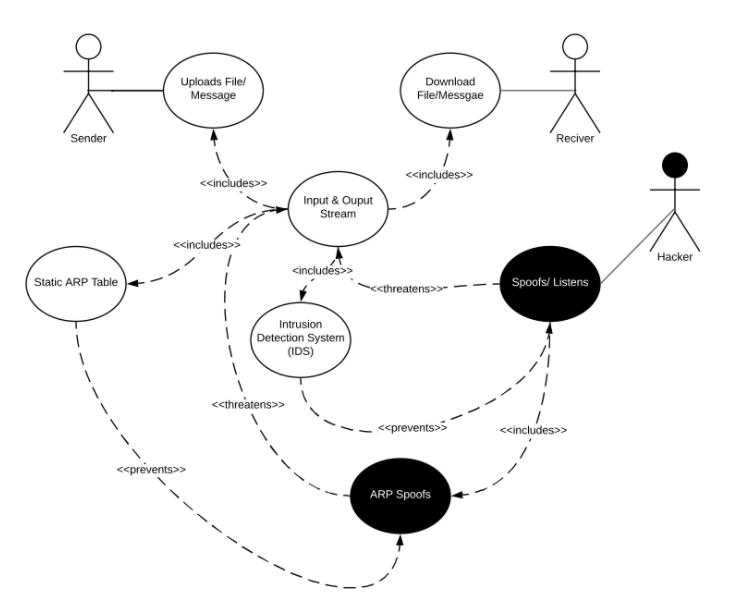 Uploads File/
Message
Download
File/Messgae
Sender
Reciver
<<includes>>
<<includes>>
Input & Ouput
Stream
Hacker
<<includes>>
Static ARP Table
<includes>>
<<threatens>>
Spoofs/ Listens
Intrusion
Detection System
(IDS)
<<threatens>>
<<prevents>>
<<includes>>
<<prevents>>
ARP Spoofs